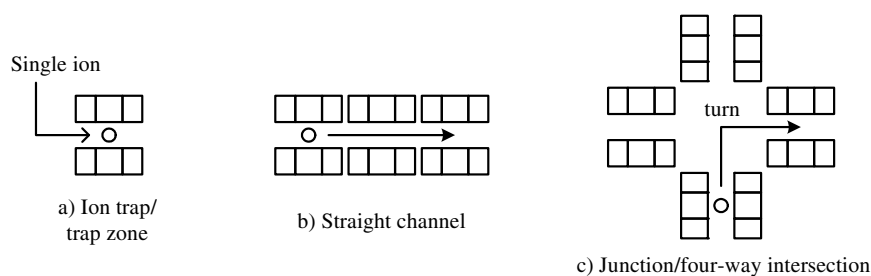 Single ion
a) Ion trap/
trap zone
b) Straight channel
turn
c) Junction/four-way intersection